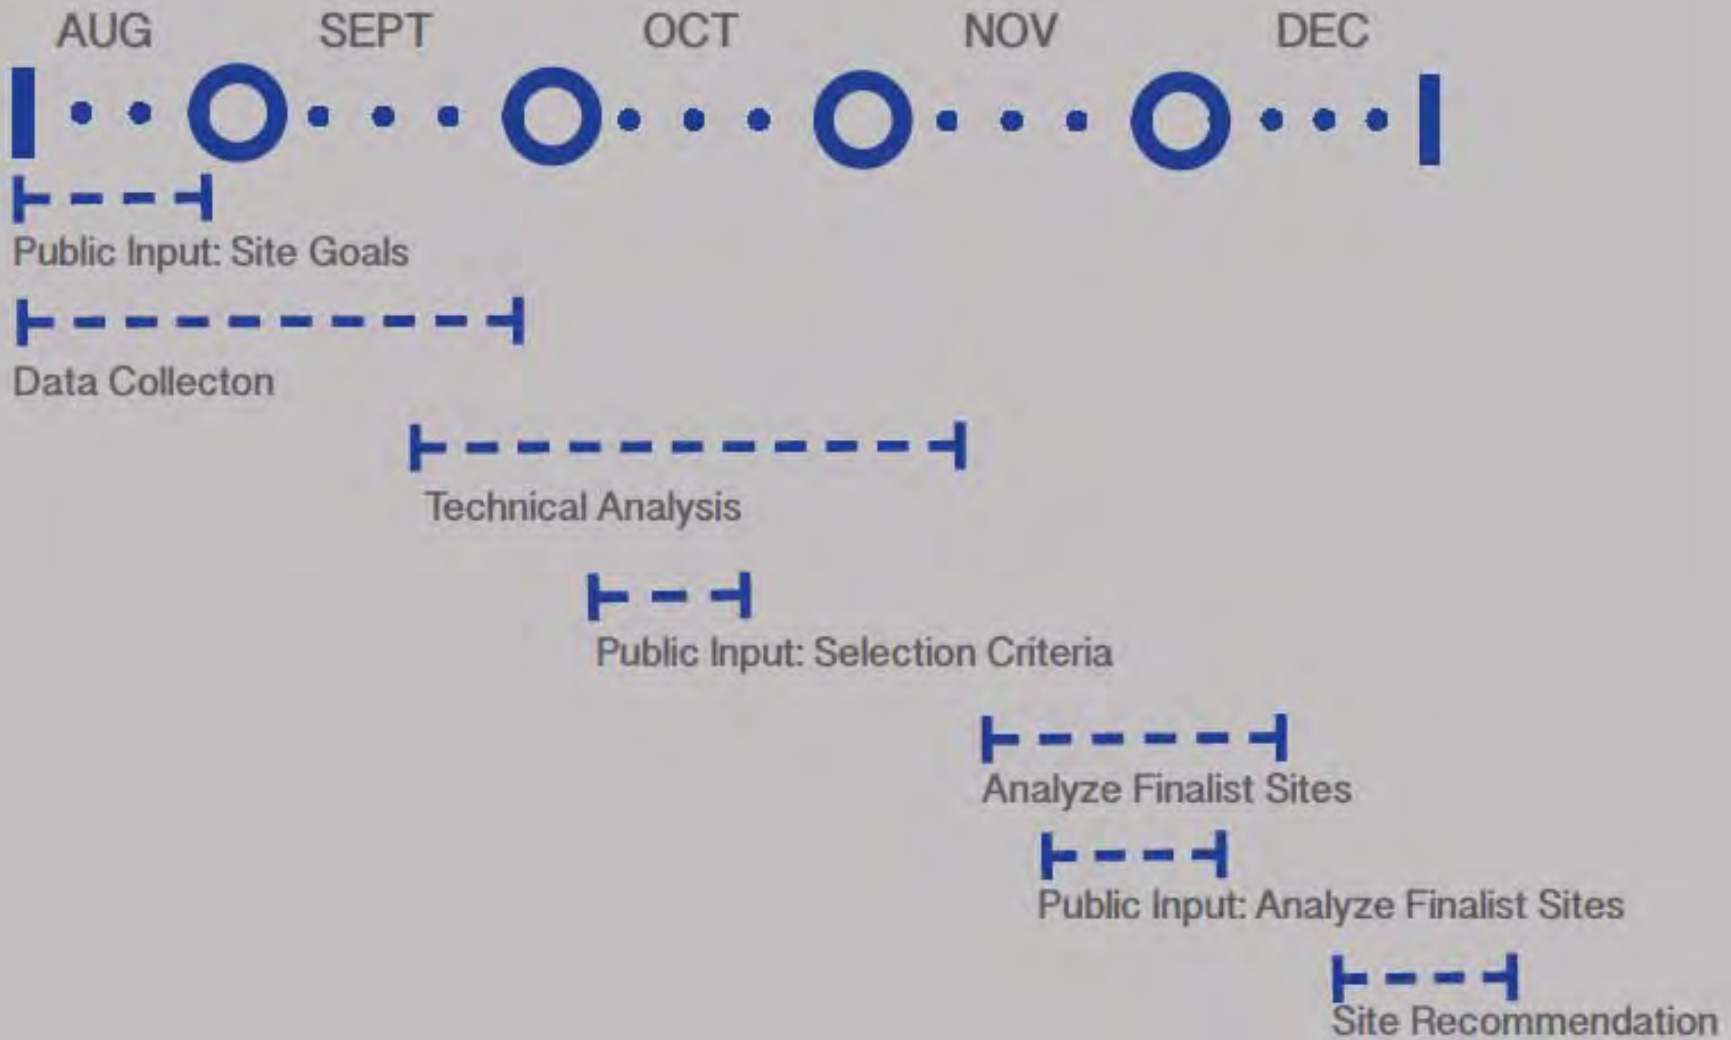 AUG SEPT OCT NOV DEC
Public Input: Site Goals
Data Collecton
Technical Analysis
Public Input: Selection Criteria
Analyze Finalist Sites
Public Input: Analyze Finalist Sites
Site Recommendation